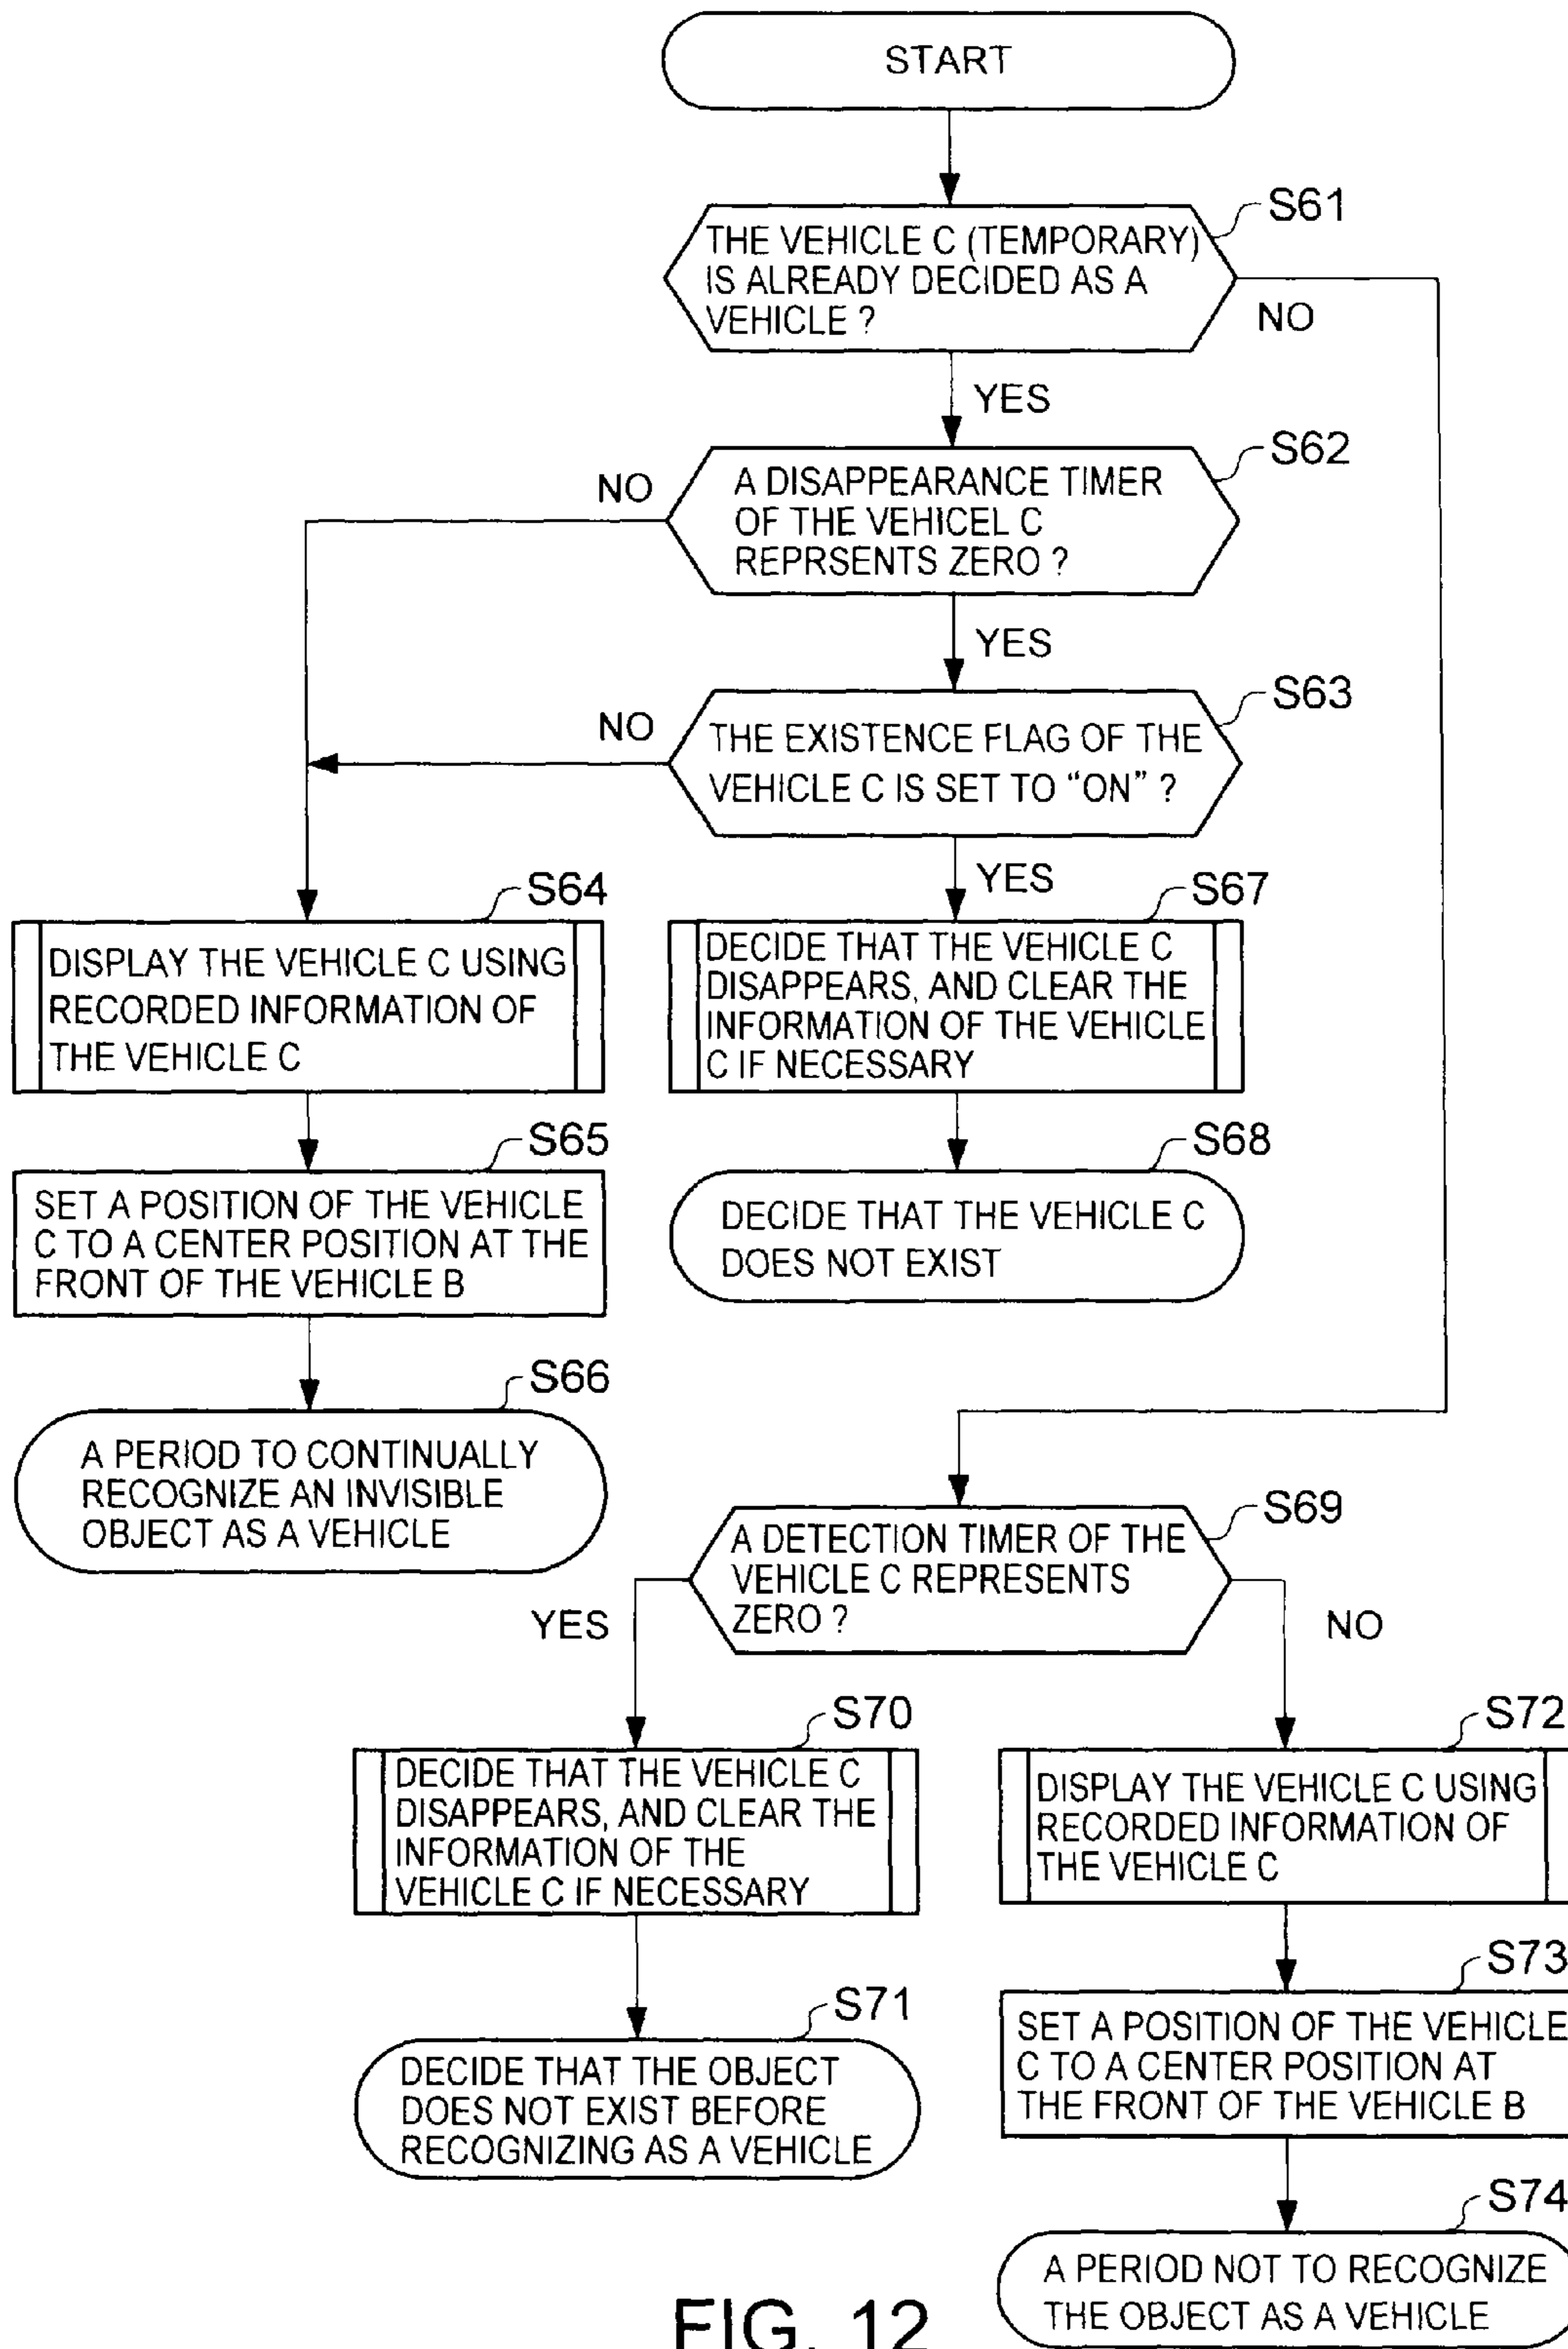 START
S61
THE VEHICLE C (TEMPORARY)
IS ALREADY DECIDED AS A
VEHICLE ?
NO
YES
S62
NO
A DISAPPEARANCE TIMER
OF THE VEHICEL C
REPRSENTS ZERO ?
YES
S63
NO
THE EXISTENCE FLAG OF THE
VEHICLE C IS SET TO “ON” ?
YES
S64
DISPLAY THE VEHICLE C USING
RECORDED INFORMATION OF
THE VEHICLE C
S67
DECIDE THAT THE VEHICLE C
DISAPPEARS, AND CLEAR THE
INFORMATION OF THE VEHICLE
C IF NECESSARY
S65
SET A POSITION OF THE VEHICLE
C TO A CENTER POSITION AT THE
FRONT OF THE VEHICLE B
S68
DECIDE THAT THE VEHICLE C
DOES NOT EXIST
S66
A PERIOD TO CONTINUALLY
RECOGNIZE AN INVISIBLE
OBJECT AS A VEHICLE
S69
A DETECTION TIMER OF THE
VEHICLE C REPRESENTS
ZERO ?
YES
NO
S70
DECIDE THAT THE VEHICLE C
DISAPPEARS, AND CLEAR THE
INFORMATION OF THE
VEHICLE C IF NECESSARY
S72
DISPLAY THE VEHICLE C USING
RECORDED INFORMATION OF
THE VEHICLE C
S71
DECIDE THAT THE OBJECT
DOES NOT EXIST BEFORE
RECOGNIZING AS A VEHICLE
S73
SET A POSITION OF THE VEHICLE
C TO A CENTER POSITION AT
THE FRONT OF THE VEHICLE B
S74
A PERIOD NOT TO RECOGNIZE
THE OBJECT AS A VEHICLE
FIG. 12